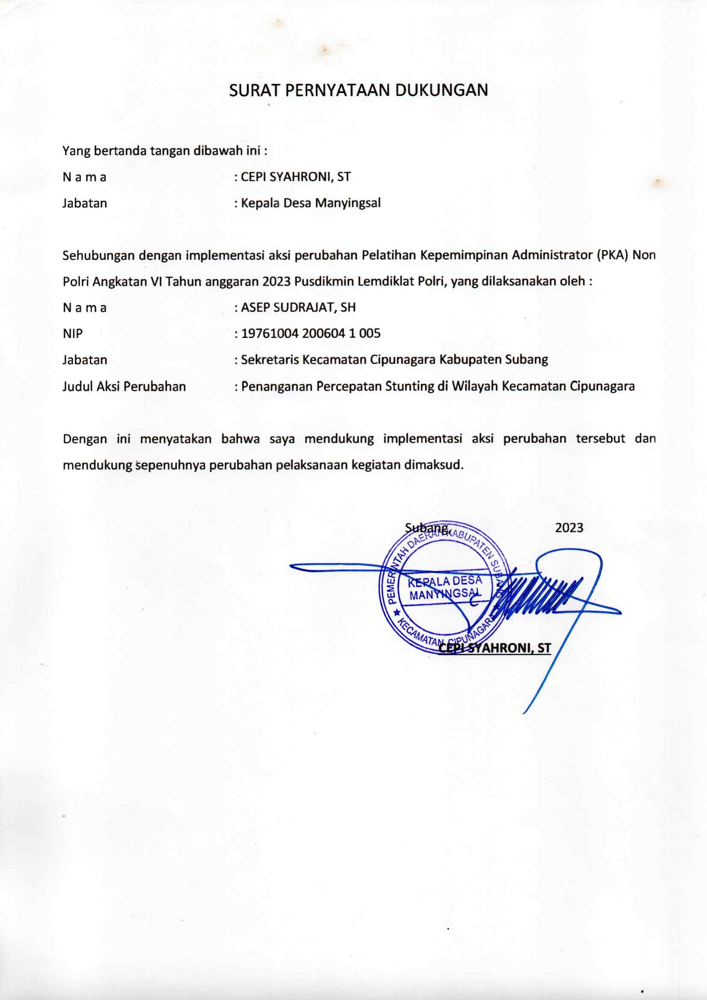 SURAT PERNYATAAN DUKUNGAN
Yang bertanda tangan dibawah ini :
N a m a : CEPI SYAHRONI, ST
Jabatan : Kepala Desa Manyingsal
Sehubungan dengan implementasi aksi perubahan Pelatihan Kepemimpinan Administrator (PKA) Non
Polri Angkatan VI Tahun anggaran 2023 Pusdikmin Lemdiklat Polri, yang dilaksanakan oleh :
N a m a : ASEP SUDRAJAT, SH
NIP : 19761004 200604 1 005
Jabatan : Sekretaris Kecamatan Cipunagara Kabupaten Subang
Judul Aksi Perubahan : Penanganan Percepatan Stunting di Wilayah Kecamatan Cipunagara
Dengan ini menyatakan bahwa saya mendukung implementasi aksi perubahan tersebut dan
mendukung sepenuhnya perubahan pelaksanaan kegiatan dimaksud.
Subang, 2023
PEMERINTAH DAERAH KABUPATEN SUBANG
KEPALA DESA
MANYINGSAL
★ KECAMATAN CIPUNAGARA ★
CEPI SYAHRONI, ST